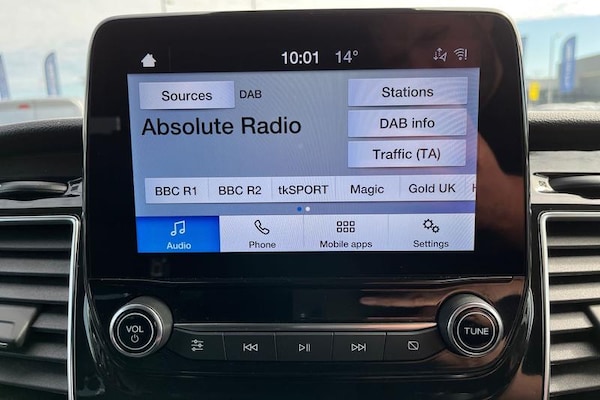 10:01 14°
Sources DAB Stations
Absolute Radio DAB info
Traffic (TA)
BBC R1 BBC R2 tkSPORT Magic Gold UK H
Audio Phone Mobile apps Settings
VOL TUNE